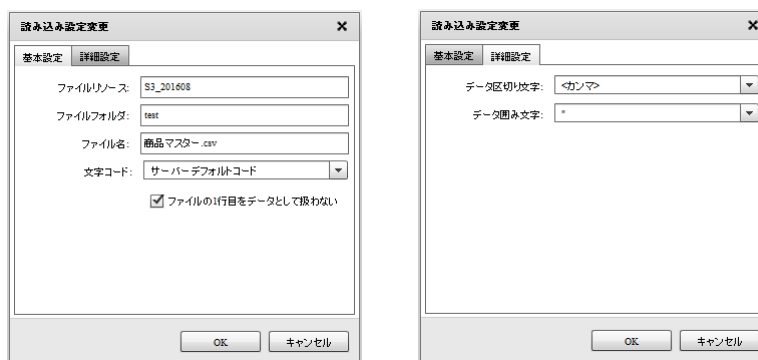 読み込み設定変更
基本設定 詳細設定
ファイルリソース: S3_201608
ファイルフォルダ: test
ファイル名: 商品マスター.csv
文字コード: サーバーデフォルトコード
ファイルの1行目をデータとして扱わない
OK キャンセル
読み込み設定変更
基本設定 詳細設定
データ区切り文字: <カンマ>
データ囲み文字: "
OK キャンセル